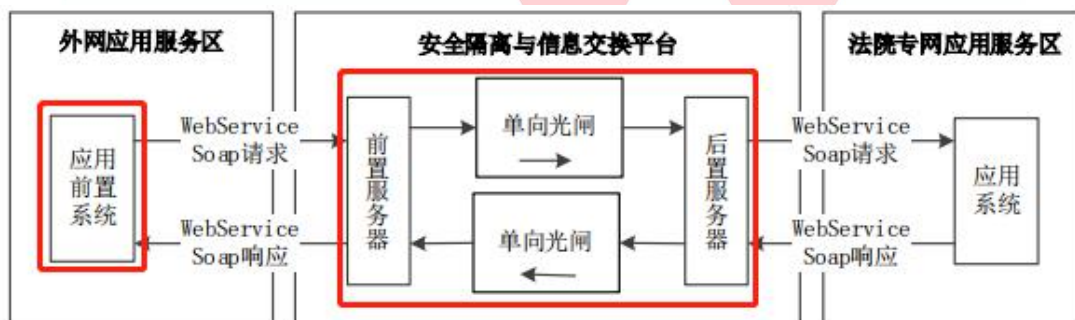 外网应用服务区
安全隔离与信息交换平台
法院专网应用服务区
应用
前置
系统
WebService
Soap请求
WebService
Soap响应
前置服务器
单向光闸
单向光闸
后置服务器
WebService
Soap请求
WebService
Soap响应
应用
系统